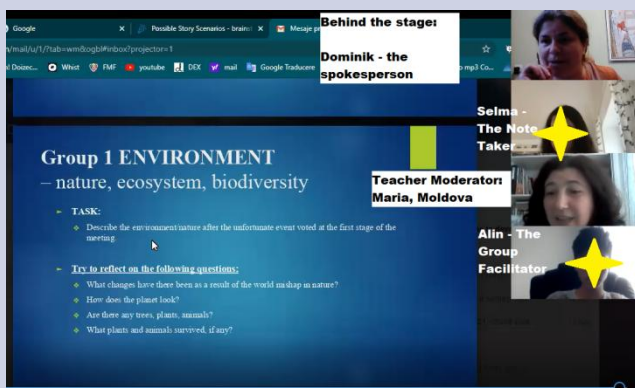 Google
Possible Story Scenarios - brainst
Mesaje pr
n/mail/u/1/?tab=wm&ogbl#inbox?projector=1
Doizec...
Whist
FMF
youtube
DEX
mail
Google Traducere
o mp3 Co...
Behind the stage:
Dominik - the
spokesperson
Selma -
The Note
Taker
Teacher Moderator:
Maria, Moldova
Alin - The
Group
Facilitator
Group 1 ENVIRONMENT
– nature, ecosystem, biodiversity
TASK:
Describe the environment/nature after the unfortunate event voted at the first stage of the
meeting.
Try to reflect on the following questions:
What changes have there been as a result of the world mishap in nature?
How does the planet look?
Are there any trees, plants, animals?
What plants and animals survived, if any?